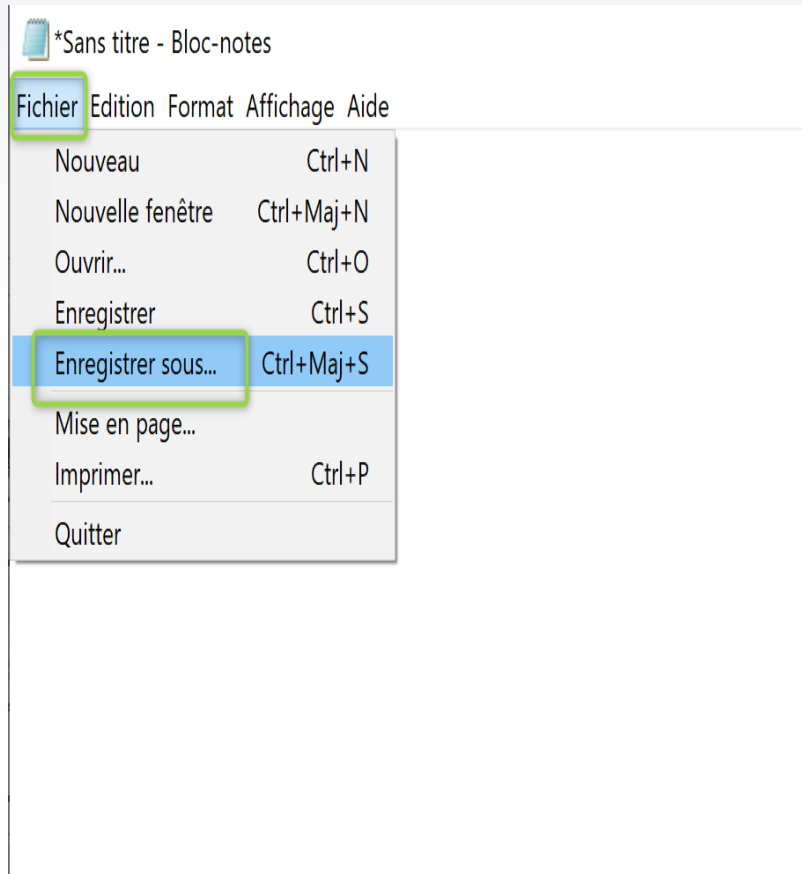 *Sans titre - Bloc-notes
Fichier Edition Format Affichage Aide
Nouveau Ctrl+N
Nouvelle fenêtre Ctrl+Maj+N
Ouvrir... Ctrl+O
Enregistrer Ctrl+S
Enregistrer sous... Ctrl+Maj+S
Mise en page...
Imprimer... Ctrl+P
Quitter